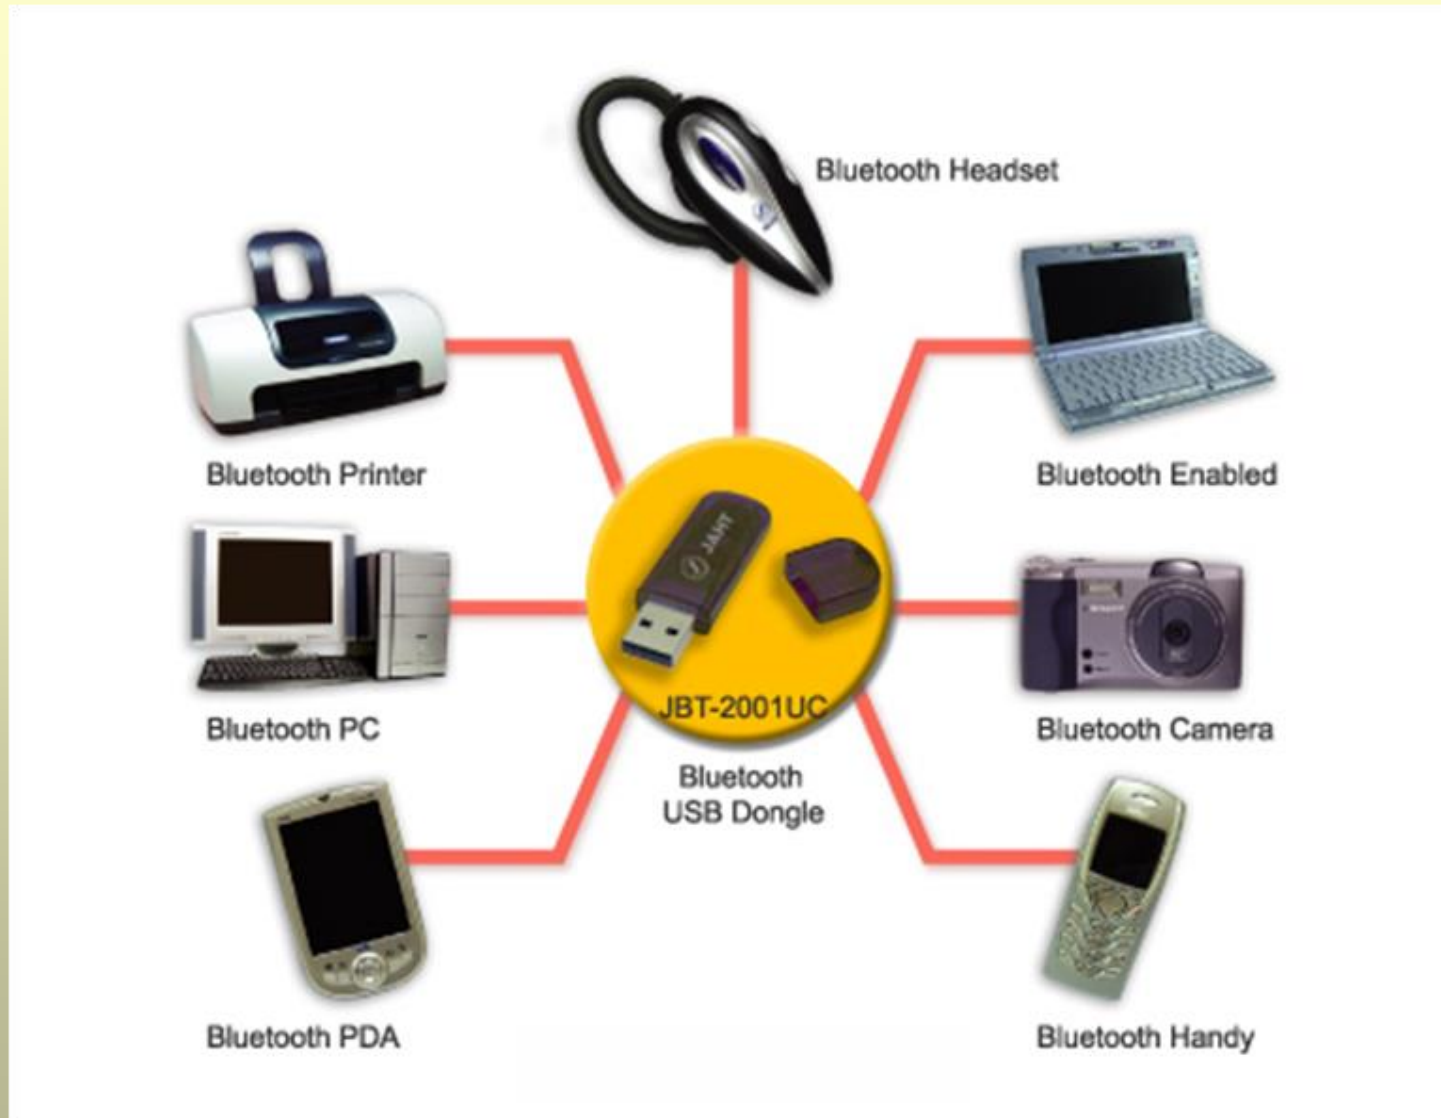 Bluetooth Headset
Bluetooth Printer
Bluetooth Enabled
JAHT
JBT-2001UC
Bluetooth PC
Bluetooth Camera
Bluetooth
USB Dongle
Bluetooth PDA
Bluetooth Handy